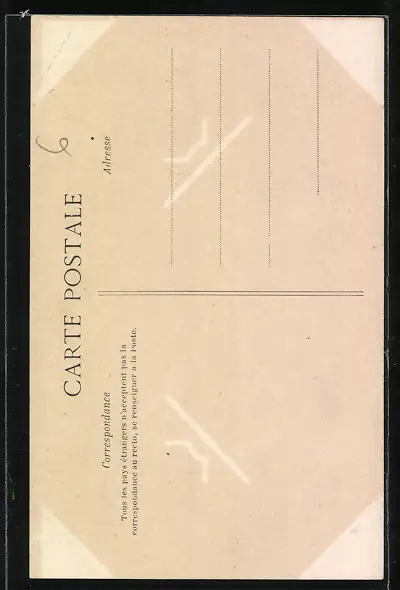 CARTE POSTALE
Correspondance
Tous les pays étrangers n'acceptent pas la
correspondance au recto, se renseigner à la Poste.
Adresse
6